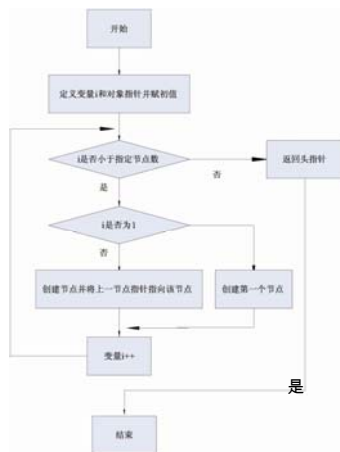 开始
定义变量i和对象指针并赋初值
i是否小于指定节点数
返回头指针
否
是
i是否为1
否
创建节点并将上一节点指针指向该节点
创建第一个节点
变量i++
是
结束